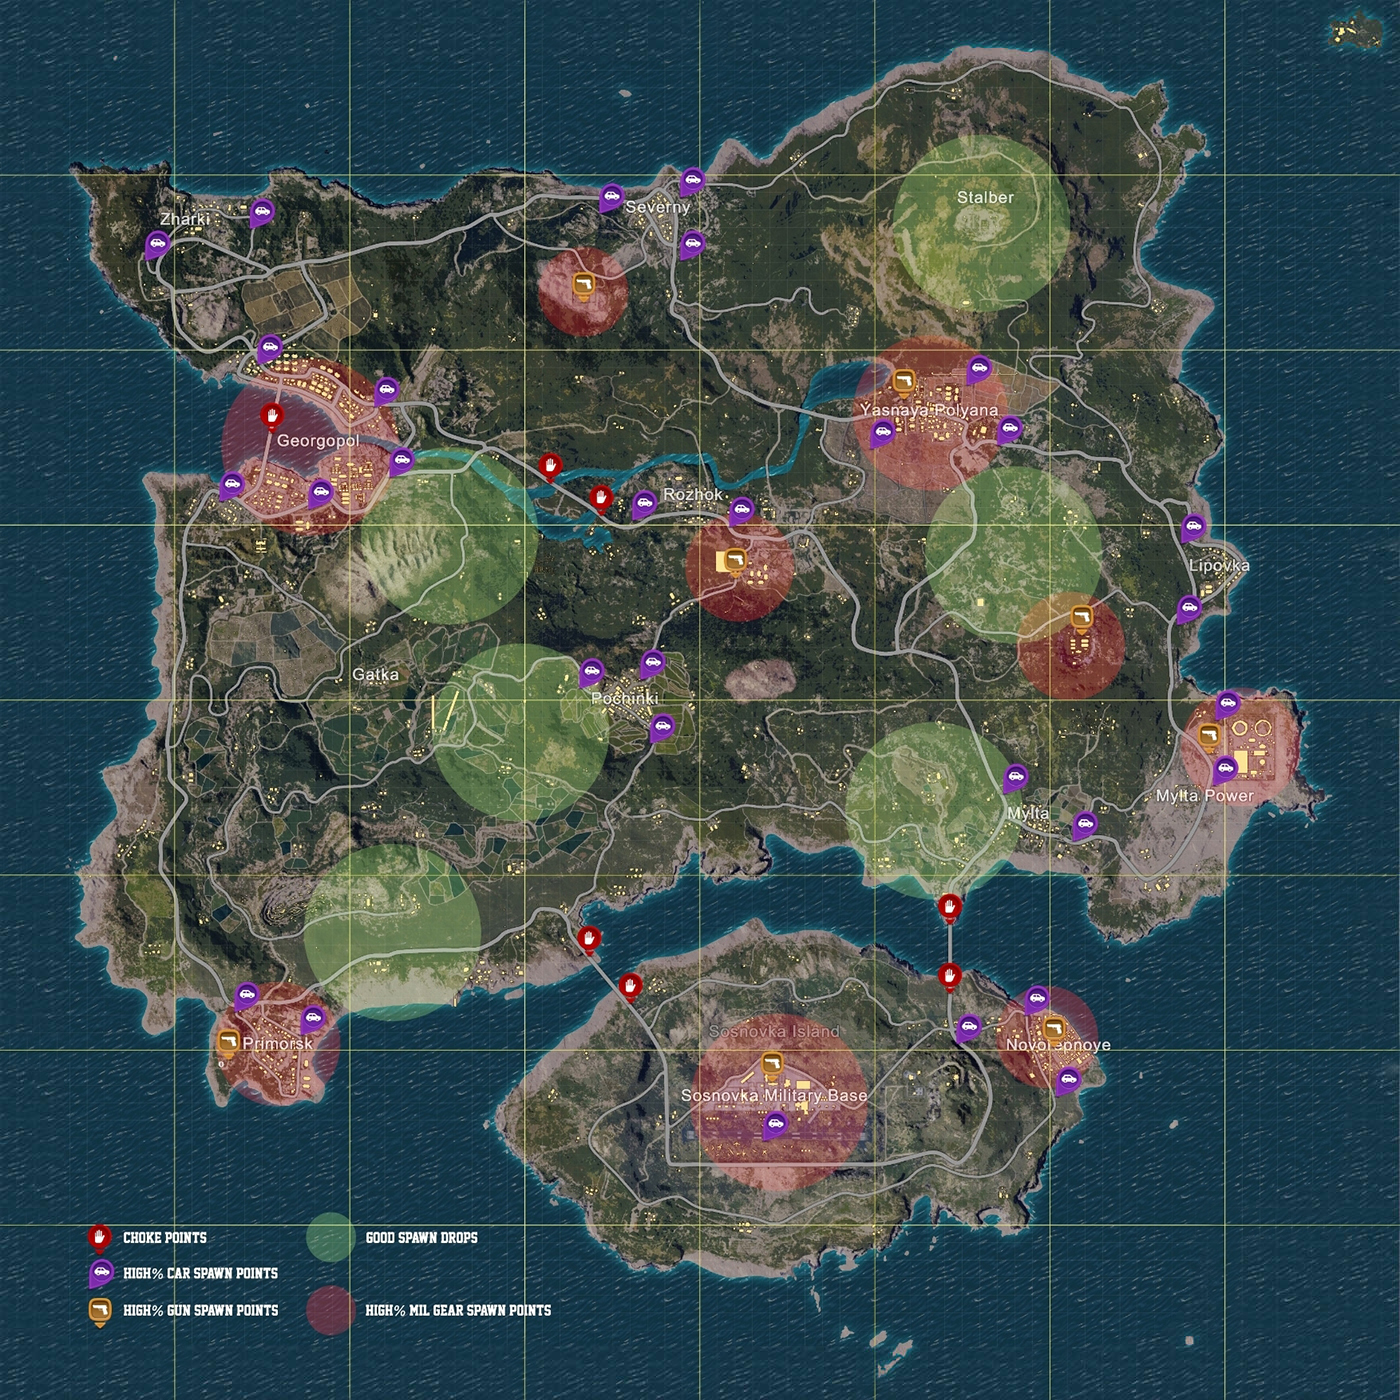 Stalber
Zharki
Severny
Yasnaya Polyana
Georgopol
Rozhok
Lipovka
Gatka
Pochinki
Mylta Power
Mylta
Sosnovka Island
Primorsk
Sosnovka Military Base
CHOKE POINTS
GOOD SPAWN DROPS
HIGH% CAR SPAWN POINTS
HIGH% GUN SPAWN POINTS
HIGH% MIL GEAR SPAWN POINTS